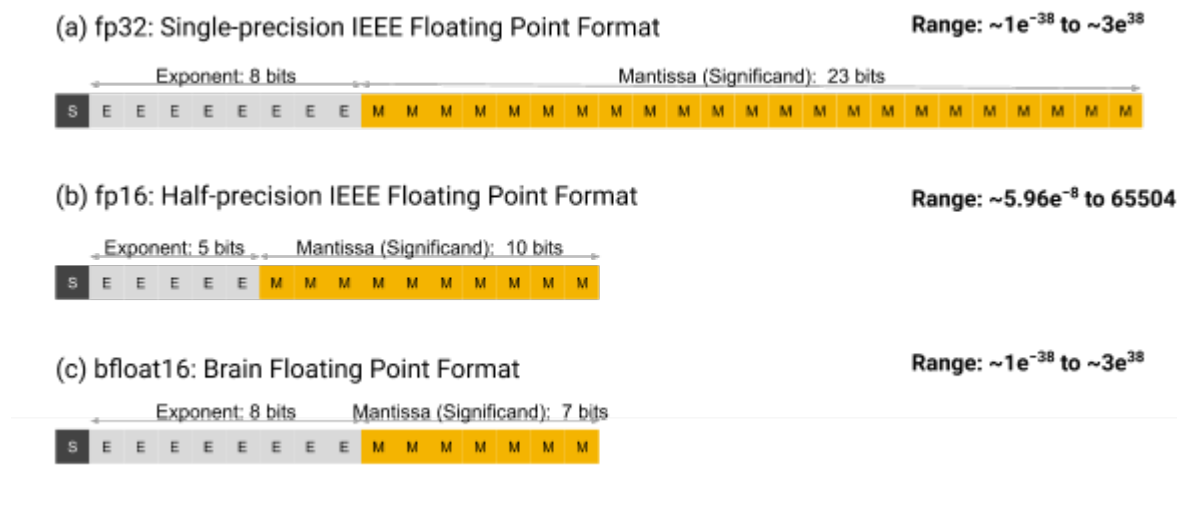 (a) fp32: Single-precision IEEE Floating Point Format Range: ~1e⁻³⁸ to ~3e³⁸
Exponent: 8 bits Mantissa (Significand): 23 bits
S E E E E E E E E M M M M M M M M M M M M M M M M M M M M M M M
(b) fp16: Half-precision IEEE Floating Point Format Range: ~5.96e⁻⁸ to 65504
Exponent: 5 bits Mantissa (Significand): 10 bits
S E E E E E M M M M M M M M M M
(c) bfloat16: Brain Floating Point Format Range: ~1e⁻³⁸ to ~3e³⁸
Exponent: 8 bits Mantissa (Significand): 7 bits
S E E E E E E E E M M M M M M M